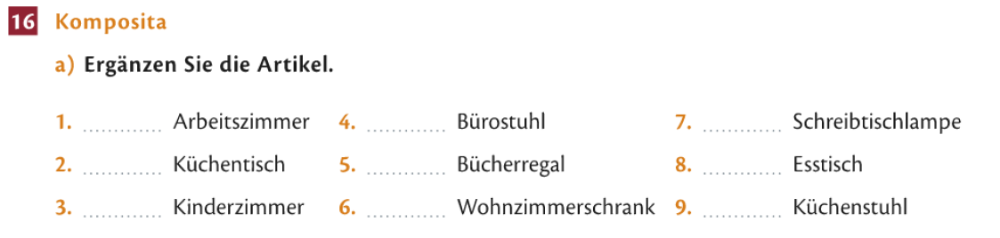 16 Komposita
a) Ergänzen Sie die Artikel.
1. ............. Arbeitszimmer 4. ............. Bürostuhl 7. ............. Schreibtischlampe
2. ............. Küchentisch 5. ............. Bücherregal 8. ............. Esstisch
3. ............. Kinderzimmer 6. ............. Wohnzimmerschrank 9. ............. Küchenstuhl